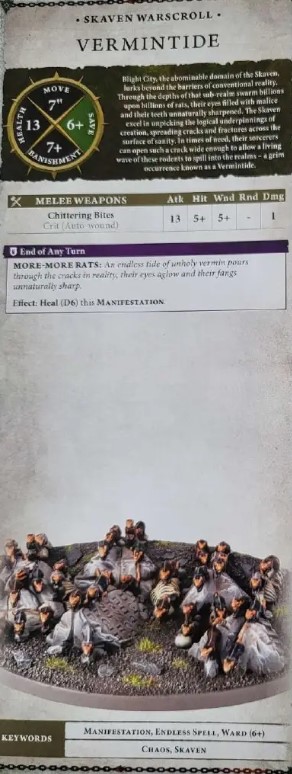 • SKAVEN WARSCROLL •
VERMINTIDE
MOVE
7"
HEALTH
13
6+
SAVE
7+
BANISHMENT
Blight City, the abominable domain of the Skaven,
lurks beyond the barriers of conventional reality.
Through the depths of that sub-realm swarm billions
upon billions of rats, their eyes filled with malice
and their teeth unnaturally sharpened. The Skaven
excel in unpicking the logical underpinnings of
creation, spreading cracks and fractures across the
surface of sanity. In times of need, their sorcerers
can open such a crack wide enough to allow a living
wave of these rodents to spill into the realms – a grim
occurrence known as a Vermintide.
MELEE WEAPONS Atk Hit Wnd Rnd Dmg
Chittering Bites 13 5+ 5+ - 1
Crit (Auto-wound)
End of Any Turn
MORE-MORE RATS: An endless tide of unholy vermin pours
through the cracks in reality, their eyes aglow and their fangs
unnaturally sharp.
Effect: Heal (D6) this MANIFESTATION.
KEYWORDS
MANIFESTATION, ENDLESS SPELL, WARD (6+)
CHAOS, SKAVEN